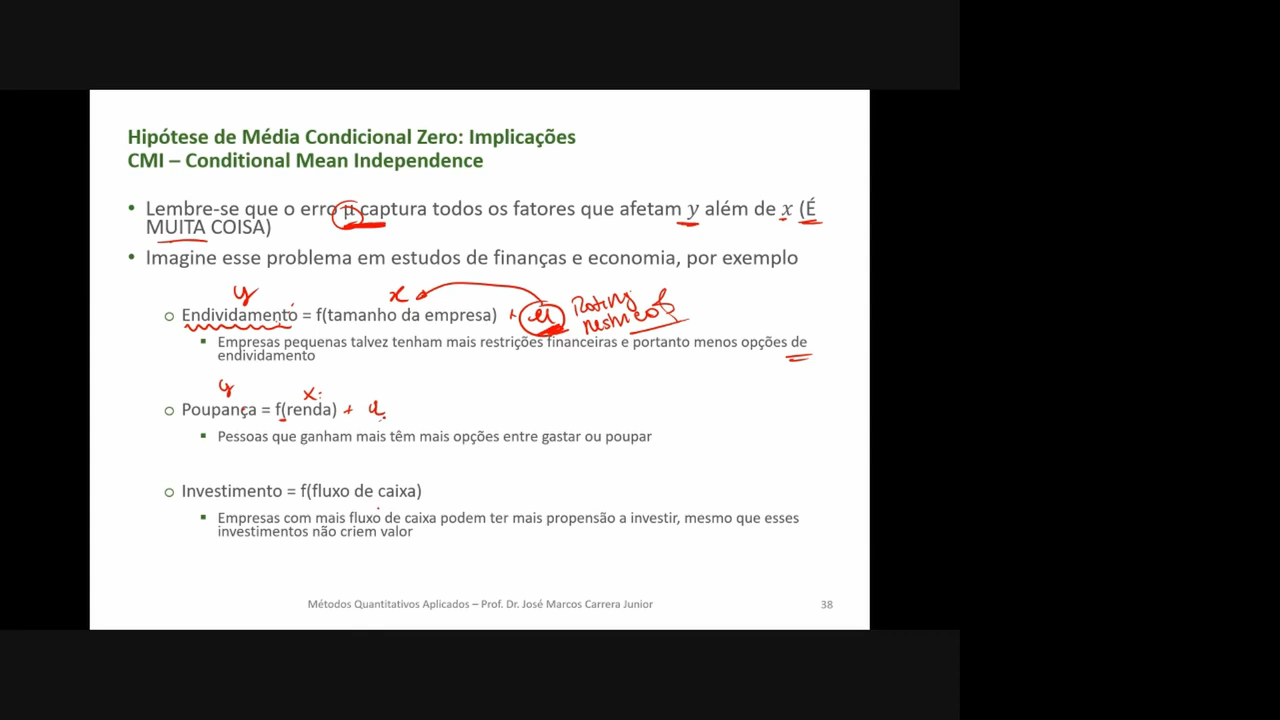 Hipótese de Média Condicional Zero: Implicações
CMI – Conditional Mean Independence
• Lembre-se que o erro μ captura todos os fatores que afetam y além de x (É
MUITA COISA)
• Imagine esse problema em estudos de finanças e economia, por exemplo
y x Rating
Endividamento = f(tamanho da empresa) + u
Empresas pequenas talvez tenham mais restrições financeiras e portanto menos opções de
endividamento
y x
Poupança = f(renda) + u
Pessoas que ganham mais têm mais opções entre gastar ou poupar
Investimento = f(fluxo de caixa)
Empresas com mais fluxo de caixa podem ter mais propensão a investir, mesmo que esses
investimentos não criem valor
Métodos Quantitativos Aplicados – Prof. Dr. José Marcos Carrera Junior 38